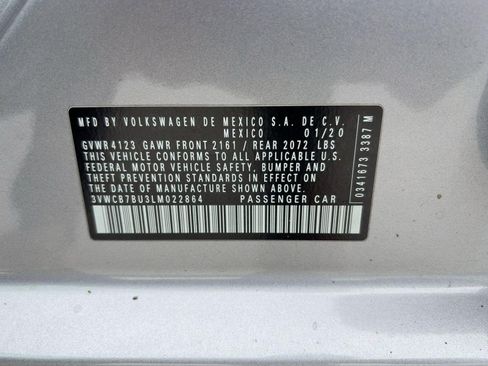 MFD BY VOLKSWAGEN DE MEXICO S.A. DE C.V.
MEXICO 01/20
GVWR 4123 GAWR FRONT 2161 / REAR 2072 LBS
THIS VEHICLE CONFORMS TO ALL APPLICABLE U.S.
FEDERAL MOTOR VEHICLE SAFETY, BUMPER AND
THEFT PREVENTION STANDARDS IN EFFECT ON
THE DATE OF MANUFACTURE SHOWN ABOVE.
3VWCB7BU3LM022864 PASSENGER CAR
0341673 3387 M